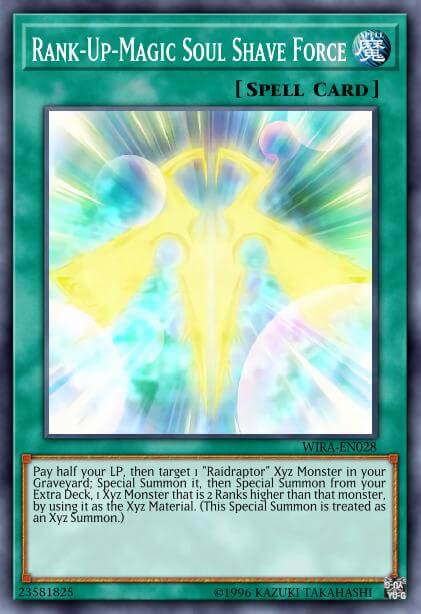 Rank-Up-Magic Soul Shave Force
SPELL
魔
[ Spell Card ]
WIRA-EN028
Pay half your LP, then target 1 "Raidraptor" Xyz Monster in your
Graveyard; Special Summon it, then Special Summon from your
Extra Deck, 1 Xyz Monster that is 2 Ranks higher than that monster,
by using it as the Xyz Material. (This Special Summon is treated as
an Xyz Summon.)
23581825
©1996 KAZUKI TAKAHASHI